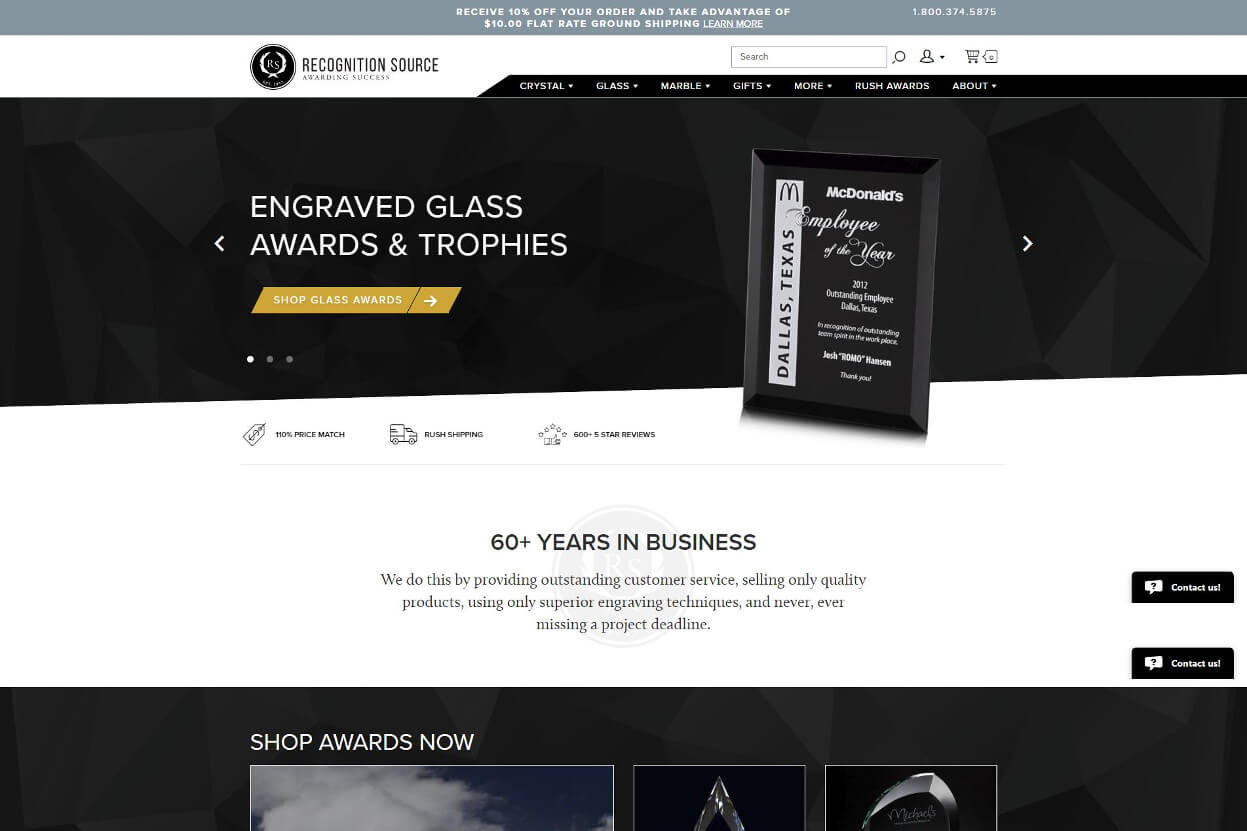 RECEIVE 10% OFF YOUR ORDER AND TAKE ADVANTAGE OF
$10.00 FLAT RATE GROUND SHIPPING LEARN MORE
1.800.374.5875
RS
RECOGNITION SOURCE
AWARDING SUCCESS
Search
0
CRYSTAL
GLASS
MARBLE
GIFTS
MORE
RUSH AWARDS
ABOUT
ENGRAVED GLASS
AWARDS & TROPHIES
SHOP GLASS AWARDS
DALLAS, TEXAS
McDonald's
Employee
of the Year
2012
Outstanding Employee
Dallas, Texas
In recognition of outstanding
team spirit in the work place.
Josh "ROMO" Hansen
Thank you!
110% PRICE MATCH
RUSH SHIPPING
600+ 5 STAR REVIEWS
RS
60+ YEARS IN BUSINESS
We do this by providing outstanding customer service, selling only quality
products, using only superior engraving techniques, and never, ever
missing a project deadline.
Contact us!
Contact us!
SHOP AWARDS NOW
Michael's